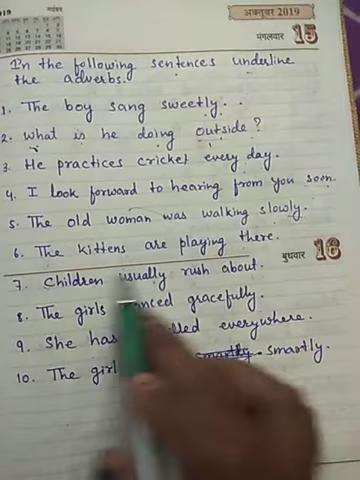 2019 नवंबर
अक्तूबर 2019
मंगलवार 15
In the following sentences underline
the adverbs.
1. The boy sang sweetly.
2. What is he doing outside?
3. He practices cricket every day.
4. I look forward to hearing from you soon.
5. The old woman was walking slowly.
6. The kittens are playing there.
बुधवार 16
7. Children usually rush about.
8. The girls gracefully.
9. She has everywhere.
10. The girl smartly.